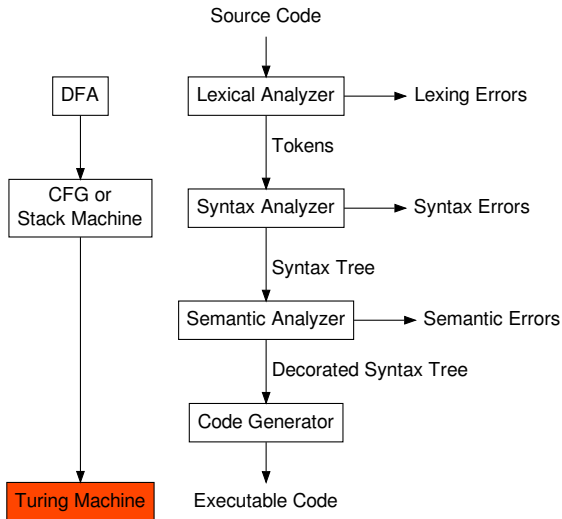 Source Code
DFA
Lexical Analyzer
Lexing Errors
Tokens
CFG or
Stack Machine
Syntax Analyzer
Syntax Errors
Syntax Tree
Semantic Analyzer
Semantic Errors
Decorated Syntax Tree
Code Generator
Turing Machine
Executable Code